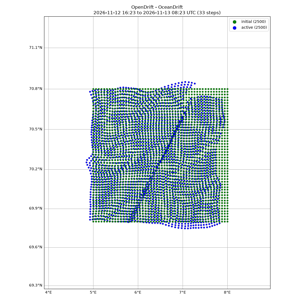 OpenDrift - OceanDrift
2026-11-12 16:23 to 2026-11-13 08:23 UTC (33 steps)
initial (2500)
active (2500)
71.1°N
70.8°N
70.5°N
70.2°N
69.9°N
69.6°N
69.3°N
4°E 5°E 6°E 7°E 8°E